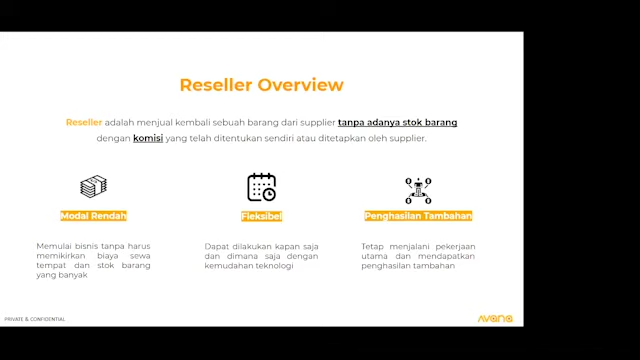 Reseller Overview
Reseller adalah menjual kembali sebuah barang dari supplier tanpa adanya stok barang
dengan komisi yang telah ditentukan sendiri atau ditetapkan oleh supplier.
Modal Rendah
Memulai bisnis tanpa harus
memikirkan biaya sewa
tempat dan stok barang
yang banyak
Fleksibel
Dapat dilakukan kapan saja
dan dimana saja dengan
kemudahan teknologi
Penghasilan Tambahan
Tetap menjalani pekerjaan
utama dan mendapatkan
penghasilan tambahan
PRIVATE & CONFIDENTIAL
AVANA